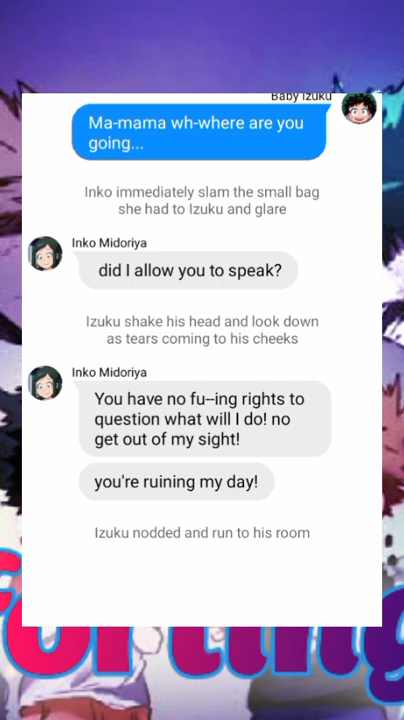 Baby Izuku
Ma-mama wh-where are you
going...
Inko immediately slam the small bag
she had to Izuku and glare
Inko Midoriya
did I allow you to speak?
Izuku shake his head and look down
as tears coming to his cheeks
Inko Midoriya
You have no fu--ing rights to
question what will I do! no
get out of my sight!
you're ruining my day!
Izuku nodded and run to his room